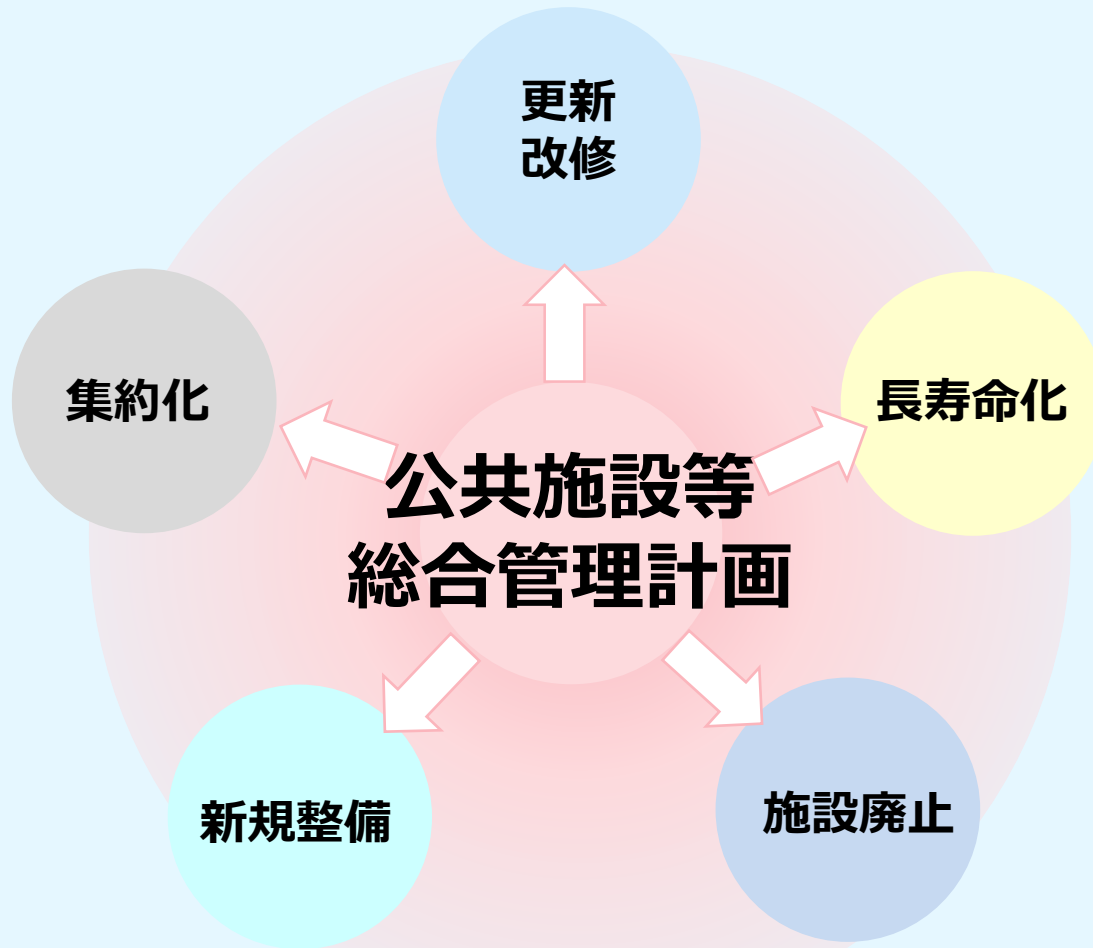 更新
改修
集約化
長寿命化
公共施設等
総合管理計画
新規整備
施設廃止